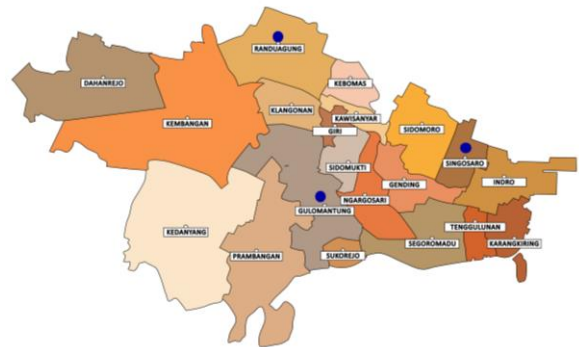 RANDUAGUNG
DAHANREJO
KEBOMAS
KLANGONAN
KEMBANGAN
KAWISANYAR
GIRI
SIDOMORO
SINGOSARO
SIDOMUKTI
GENDING
INDRO
NGARGOSARI
GULOMANTUNG
KEDANYANG
TENGGULUNAN
SEGOROMADU
KARANGKIRING
PRAMBANGAN
SUKOREJO